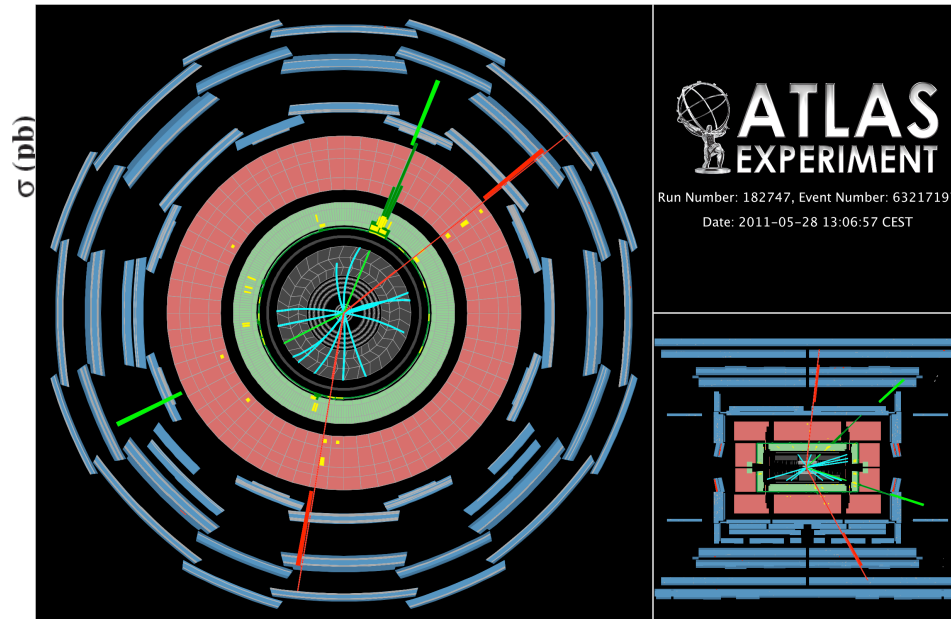 σ (pb)
ATLAS
EXPERIMENT
Run Number: 182747, Event Number: 6321719
Date: 2011-05-28 13:06:57 CEST